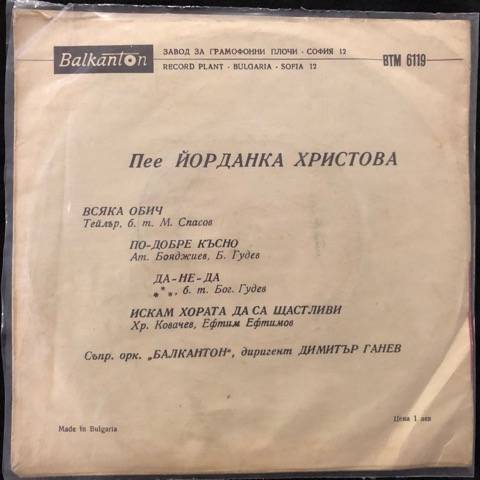 Balkanton
ЗАВОД ЗА ГРАМОФОННИ ПЛОЧИ - СОФИЯ 12
RECORD PLANT - BULGARIA - SOFIA 12
ВТМ 6119
Пее ЙОРДАНКА ХРИСТОВА
ВСЯКА ОБИЧ
Тейлър, б. т. М. Спасов
ПО-ДОБРЕ КЪСНО
Ат. Бояджиев, Б. Гудев
ДА-НЕ-ДА
***, б. т. Бог. Гудев
ИСКАМ ХОРАТА ДА СА ЩАСТЛИВИ
Хр. Ковачев, Ефтим Ефтимов
Съпр. орк. „БАЛКАНТОН", диригент ДИМИТЪР ГАНЕВ
Made in Bulgaria
Цена 1 лев